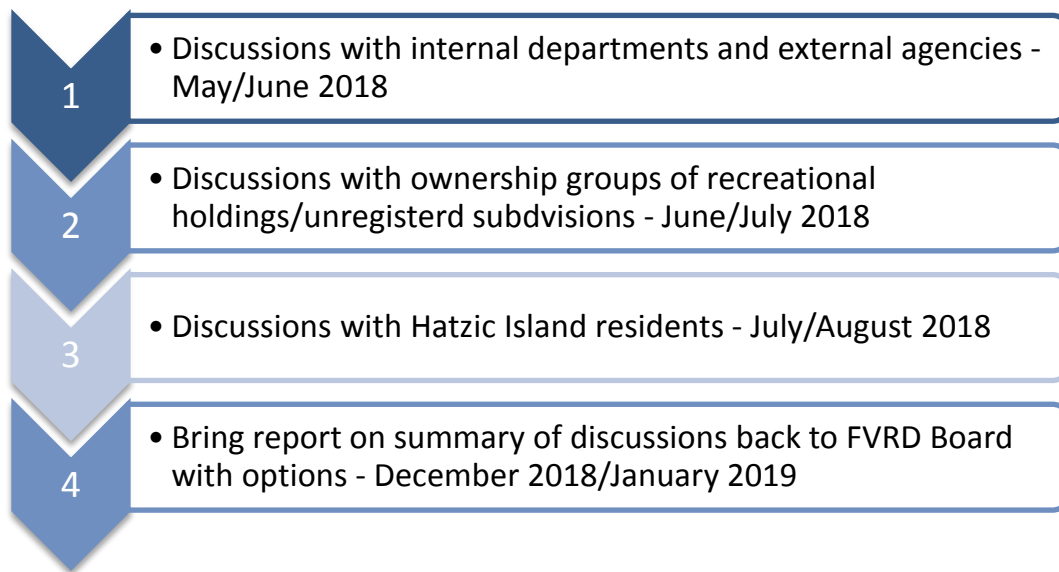 1
• Discussions with internal departments and external agencies -
May/June 2018
2
• Discussions with ownership groups of recreational
holdings/unregisterd subdvisions - June/July 2018
3
• Discussions with Hatzic Island residents - July/August 2018
4
• Bring report on summary of discussions back to FVRD Board
with options - December 2018/January 2019